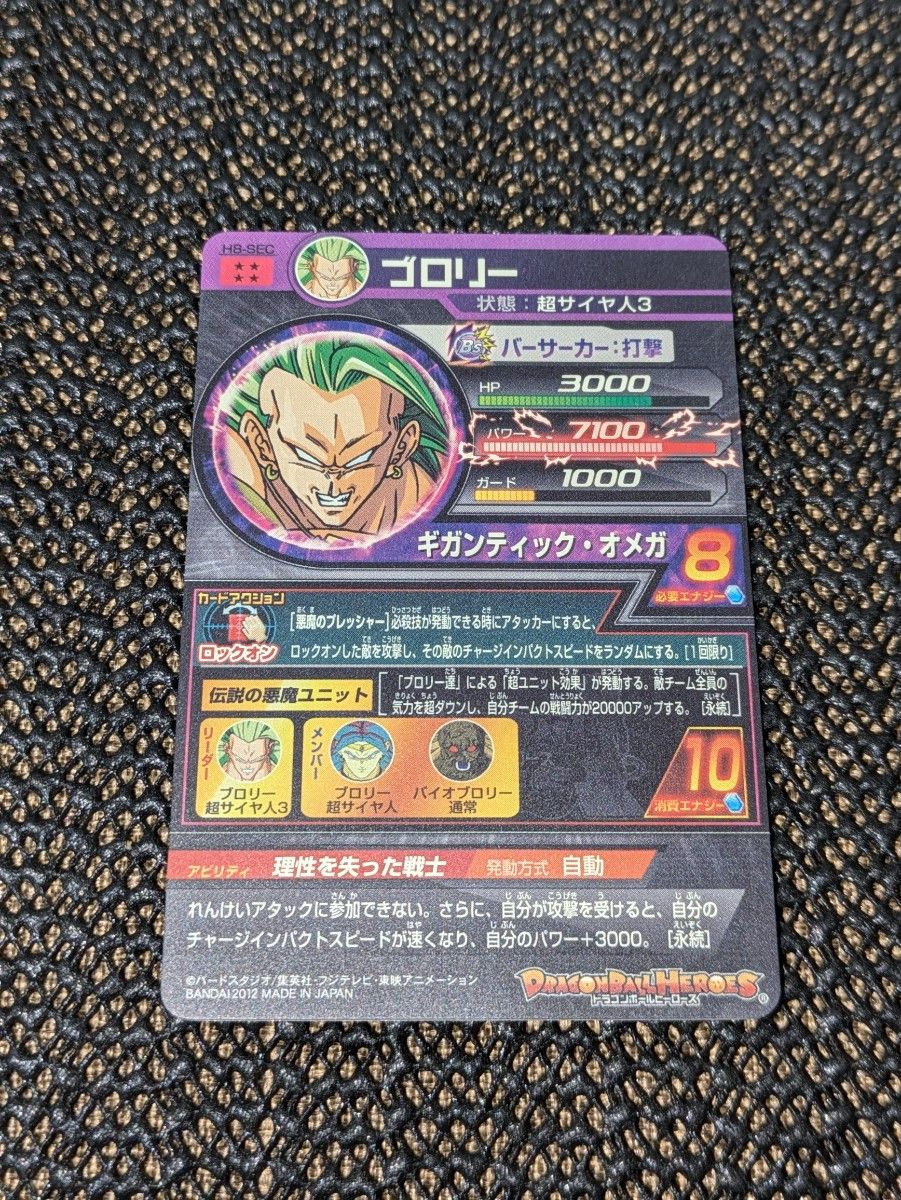 H8-SEC
ブロリー
状態：超サイヤ人3
Bs バーサーカー：打撃
HP 3000
パワー 7100
ガード 1000
ギガンティック・オメガ
8
必要エナジー
カードアクション
ロックオン
[悪魔のプレッシャー]必殺技が発動できる時にアタッカーにすると、
ロックオンした敵を攻撃し、その敵のチャージインパクトスピードをランダムにする。[1回限り]
伝説の悪魔ユニット
「ブロリー達」による「超ユニット効果」が発動する。敵チーム全員の
気力を超ダウンし、自分チームの戦闘力が20000アップする。[永続]
リーダー
ブロリー
超サイヤ人3
メンバー
ブロリー
超サイヤ人
バイオブロリー
通常
10
消費エナジー
アビリティ 理性を失った戦士 発動方式 自動
れんけいアタックに参加できない。さらに、自分が攻撃を受けると、自分の
チャージインパクトスピードが速くなり、自分のパワー+3000。[永続]
©バードスタジオ/集英社・フジテレビ・東映アニメーション
BANDAI 2012 MADE IN JAPAN
DRAGONBALL HEROES
ドラゴンボールヒーローズ
®